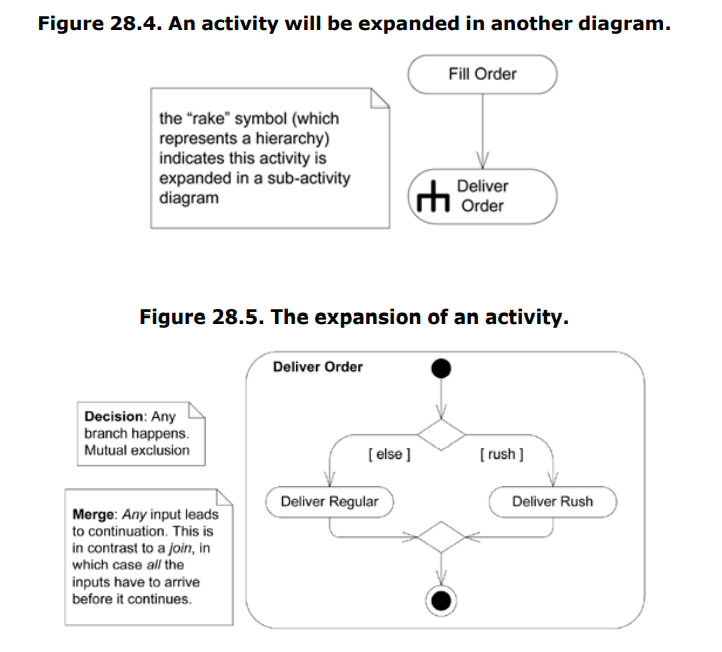 Figure 28.4. An activity will be expanded in another diagram.
Fill Order
the “rake” symbol (which
represents a hierarchy)
indicates this activity is
expanded in a sub-activity
diagram
Deliver
Order
Figure 28.5. The expansion of an activity.
Deliver Order
Decision: Any
branch happens.
Mutual exclusion
[ else ]
[ rush ]
Deliver Regular
Deliver Rush
Merge: Any input leads
to continuation. This is
in contrast to a join, in
which case all the
inputs have to arrive
before it continues.